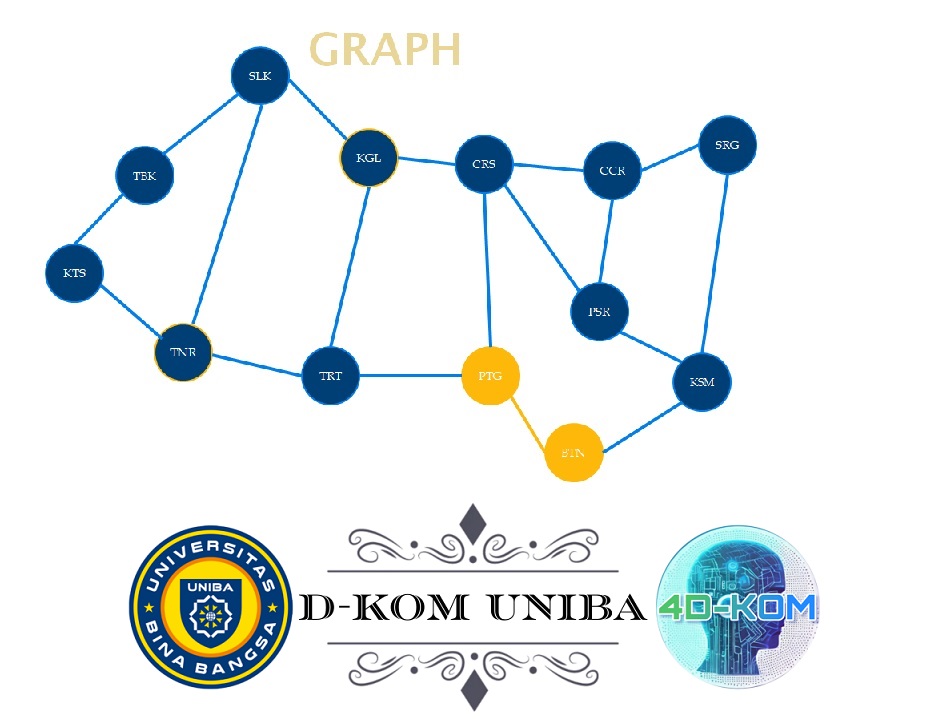 GRAPH
SLK
KGL
CRS
CCR
SRG
TBK
KTS
PSR
TNR
TRT
PTG
KSM
BTN
UNIVERSITAS
UNIBA
BINA BANGSA
D-KOM UNIBA
4D-KOM